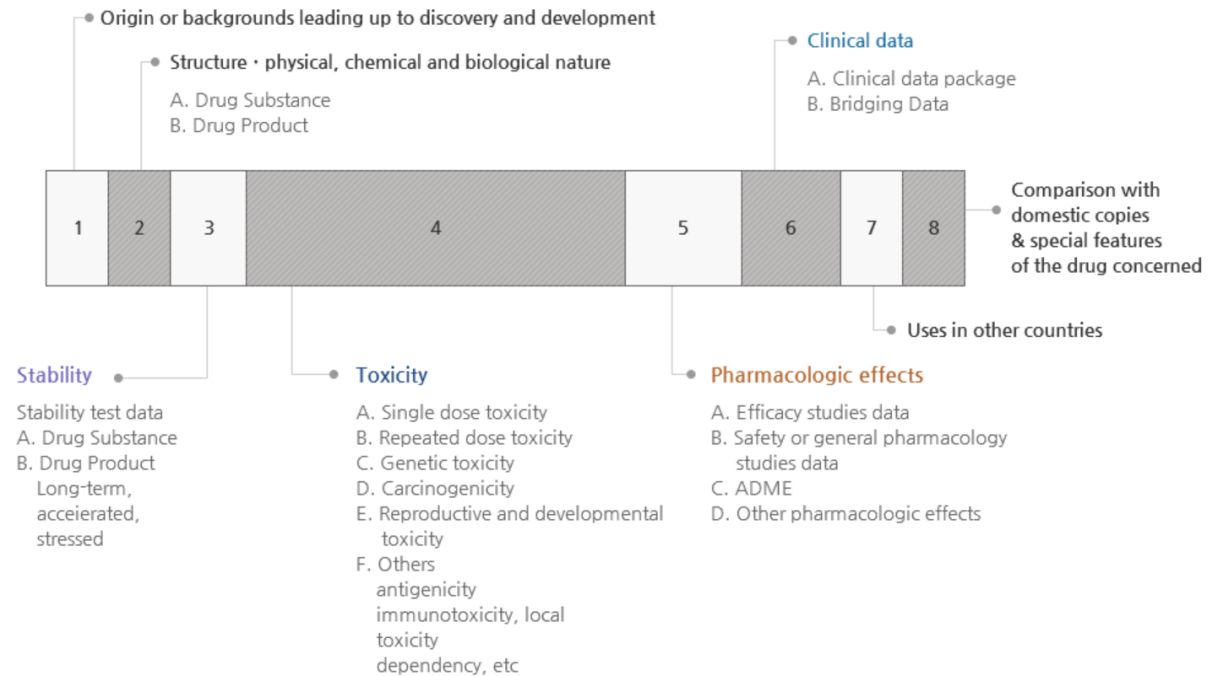 Origin or backgrounds leading up to discovery and development
Structure · physical, chemical and biological nature
A. Drug Substance
B. Drug Product
Clinical data
A. Clinical data package
B. Bridging Data
1
2
3
4
5
6
7
8
Comparison with
domestic copies
& special features
of the drug concerned
Uses in other countries
Stability
Stability test data
A. Drug Substance
B. Drug Product
Long-term,
acceierated,
stressed
Toxicity
A. Single dose toxicity
B. Repeated dose toxicity
C. Genetic toxicity
D. Carcinogenicity
E. Reproductive and developmental
toxicity
F. Others
antigenicity
immunotoxicity, local
toxicity
dependency, etc
Pharmacologic effects
A. Efficacy studies data
B. Safety or general pharmacology
studies data
C. ADME
D. Other pharmacologic effects